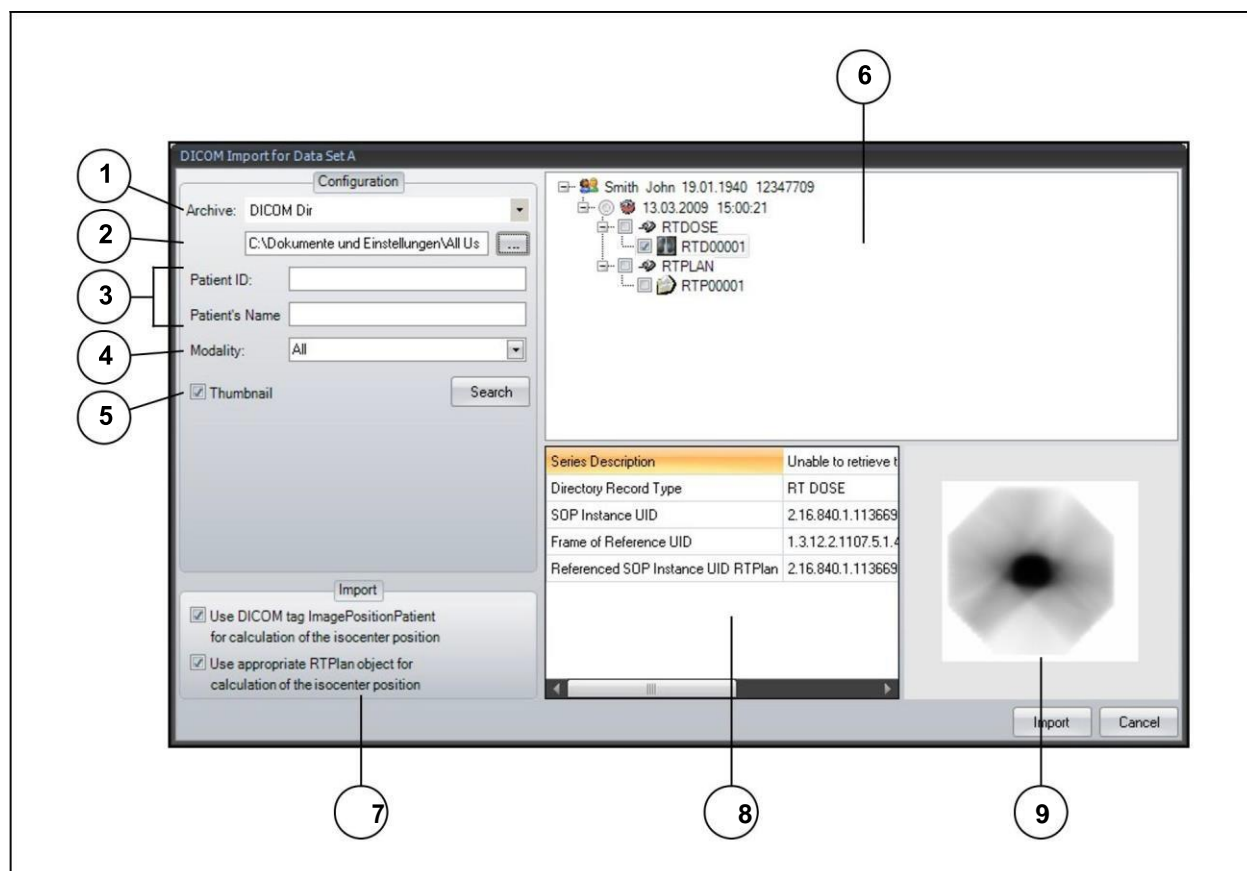 6
DICOM Import for Data Set A
1
Configuration
Archive: DICOM Dir
2
C:\Dokumente und Einstellungen\All Us ...
3
Patient ID:
Patient's Name
4
Modality: All
5
Thumbnail Search
Smith John 19.01.1940 12347709
13.03.2009 15:00:21
RTDOSE
RTD00001
RTPLAN
RTP00001
Series Description Unable to retrieve t
Directory Record Type RT DOSE
SOP Instance UID 2.16.840.1.113669
Frame of Reference UID 1.3.12.2.1107.5.1.4
Referenced SOP Instance UID RTPlan 2.16.840.1.113669
Import
Use DICOM tag ImagePositionPatient
for calculation of the isocenter position
Use appropriate RTPlan object for
calculation of the isocenter position
Import Cancel
7
8
9